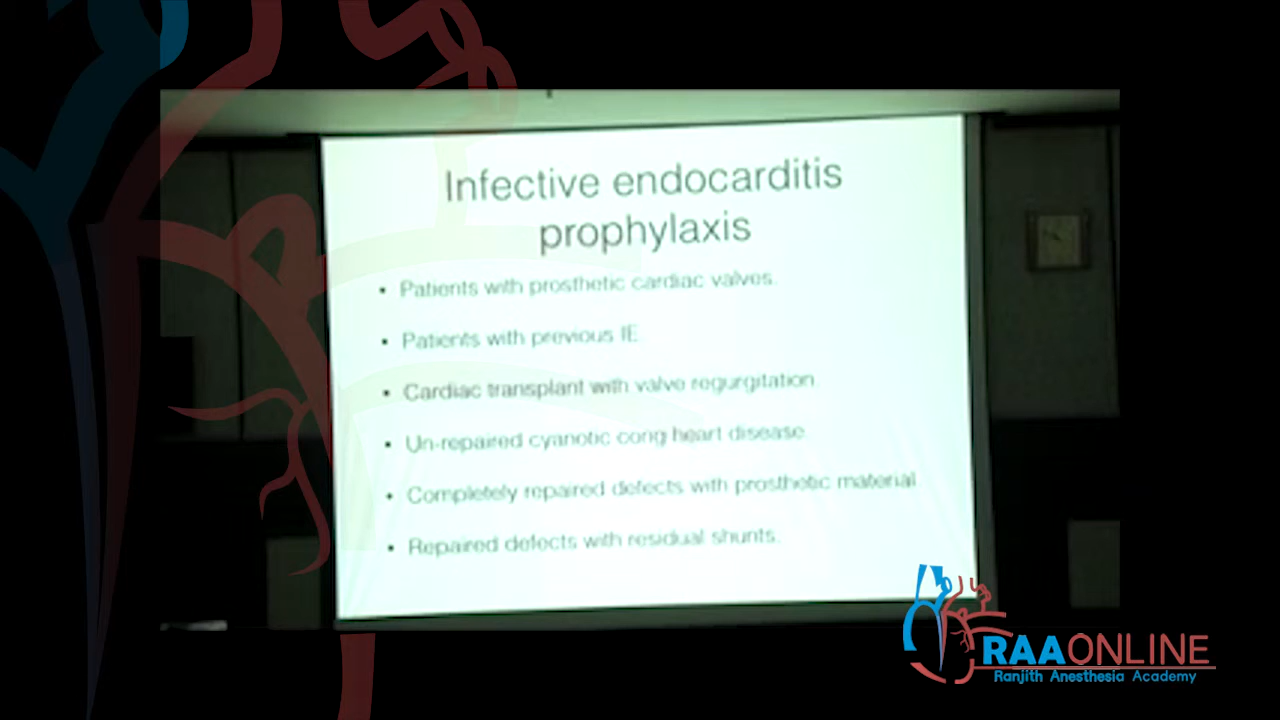 Infective endocarditis
prophylaxis
• Patients with prosthetic cardiac valves.
• Patients with previous IE
• Cardiac transplant with valve regurgitation
• Un-repaired cyanotic cong heart disease
• Completely repaired defects with prosthetic material
• Repaired defects with residual shunts.
RAAONLINE
Ranjith Anesthesia Academy